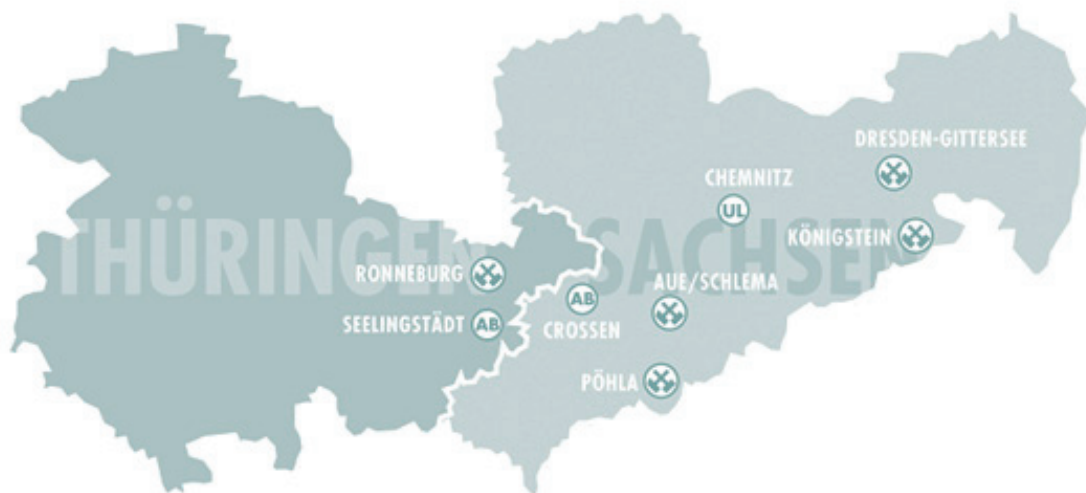 DRESDEN-GITTERSEE
CHEMNITZ
UL
THÜRINGEN
SACHSEN
KÖNIGSTEIN
RONNEBURG
AUE/SCHLEMA
AB
SEELINGSTÄDT
AB
CROSSEN
PÖHLA